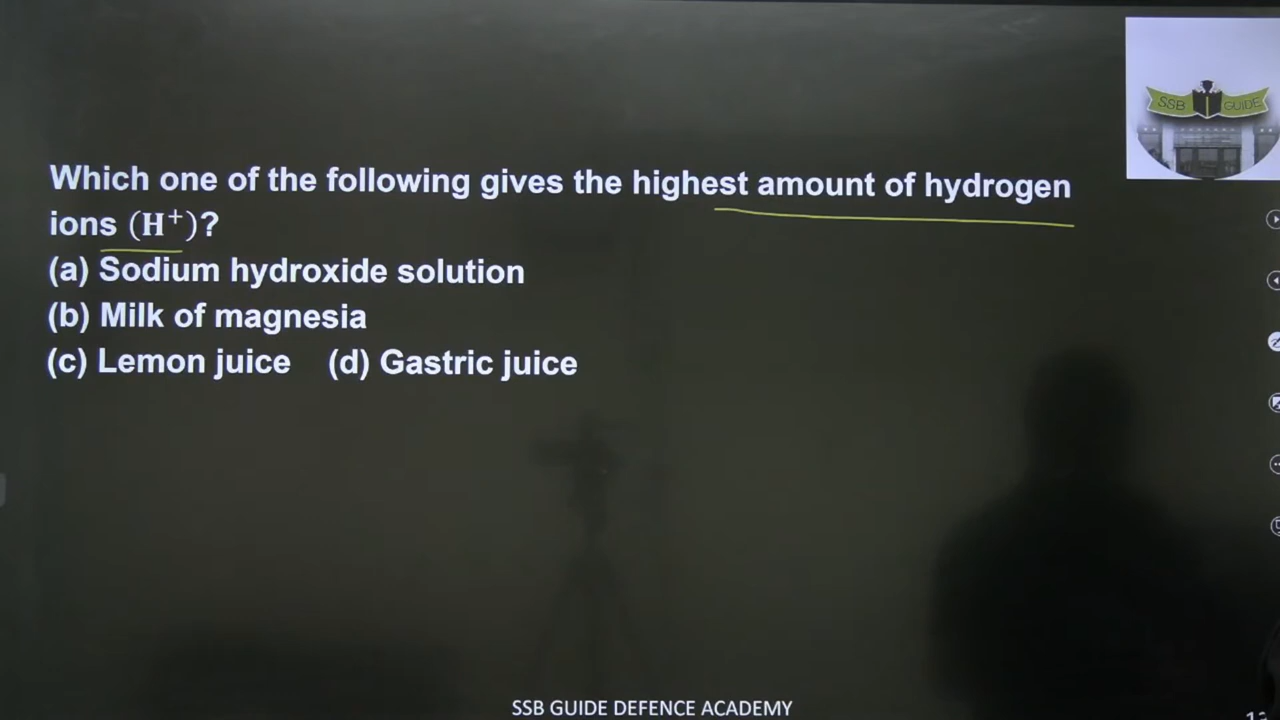 SSB GUIDE
Which one of the following gives the highest amount of hydrogen
ions (H⁺)?
(a) Sodium hydroxide solution
(b) Milk of magnesia
(c) Lemon juice (d) Gastric juice
SSB GUIDE DEFENCE ACADEMY